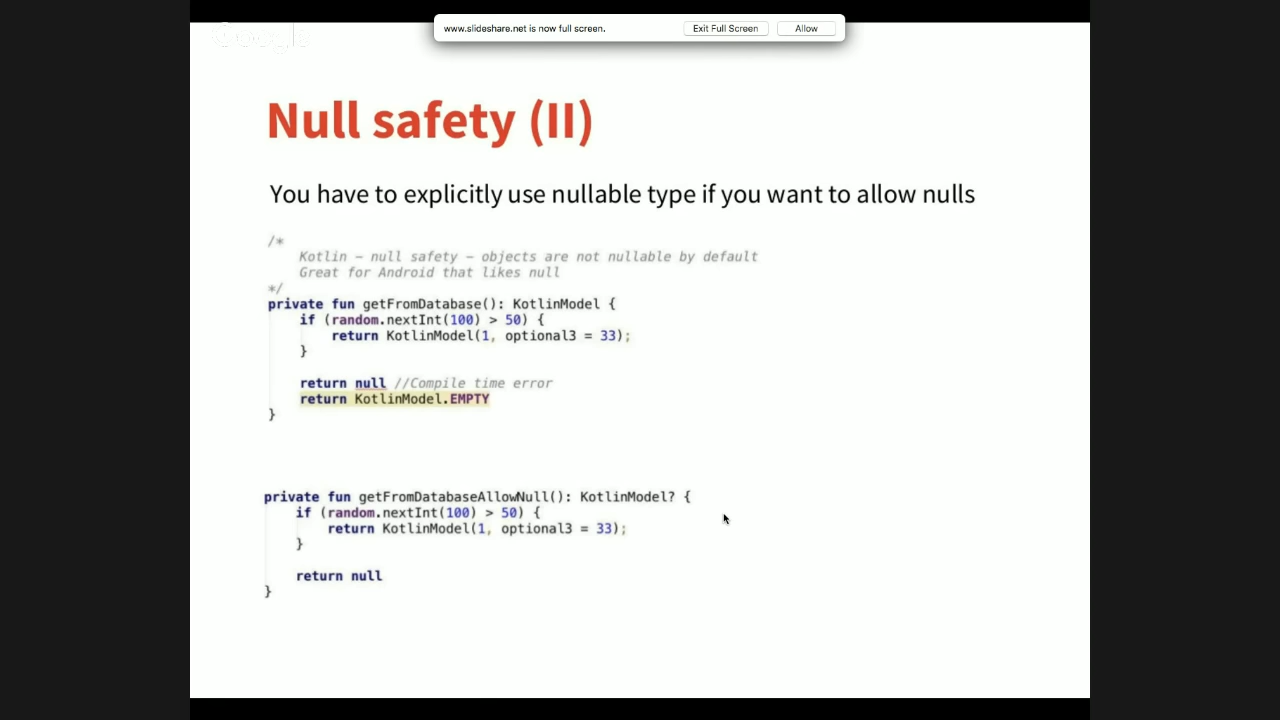 www.slideshare.net is now full screen.
Exit Full Screen
Allow
Google
Null safety (II)
You have to explicitly use nullable type if you want to allow nulls
/*
Kotlin – null safety – objects are not nullable by default
Great for Android that likes null
*/
private fun getFromDatabase(): KotlinModel {
if (random.nextInt(100) > 50) {
return KotlinModel(1, optional3 = 33);
}
return null //Compile time error
return KotlinModel.EMPTY
}
private fun getFromDatabaseAllowNull(): KotlinModel? {
if (random.nextInt(100) > 50) {
return KotlinModel(1, optional3 = 33);
}
return null
}